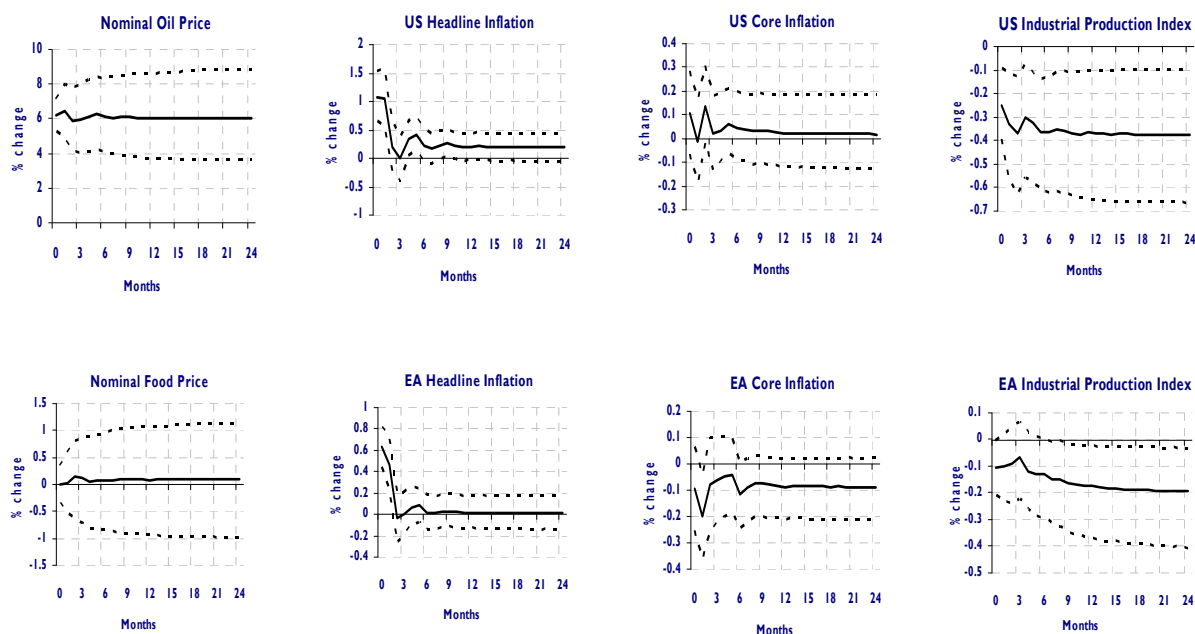 Nominal Oil Price
% change
10
8
6
4
2
0
0 3 6 9 12 15 18 21 24
Months
US Headline Inflation
% change
2
1.5
1
0.5
0
-0.5
-1
0 3 6 9 12 15 18 21 24
Months
US Core Inflation
% change
0.4
0.3
0.2
0.1
0
-0.1
-0.2
-0.3
0 3 6 9 12 15 18 21 24
Months
US Industrial Production Index
% change
0
-0.1
-0.2
-0.3
-0.4
-0.5
-0.6
-0.7
0 3 6 9 12 15 18 21 24
Months
Nominal Food Price
% change
1.5
1
0.5
0
-0.5
-1
-1.5
0 3 6 9 12 15 18 21 24
Months
EA Headline Inflation
% change
1
0.8
0.6
0.4
0.2
0
-0.2
-0.4
0 3 6 9 12 15 18 21 24
Months
EA Core Inflation
% change
0.2
0.1
0
-0.1
-0.2
-0.3
-0.4
0 3 6 9 12 15 18 21 24
Months
EA Industrial Production Index
% change
0.1
0
-0.1
-0.2
-0.3
-0.4
-0.5
0 3 6 9 12 15 18 21 24
Months